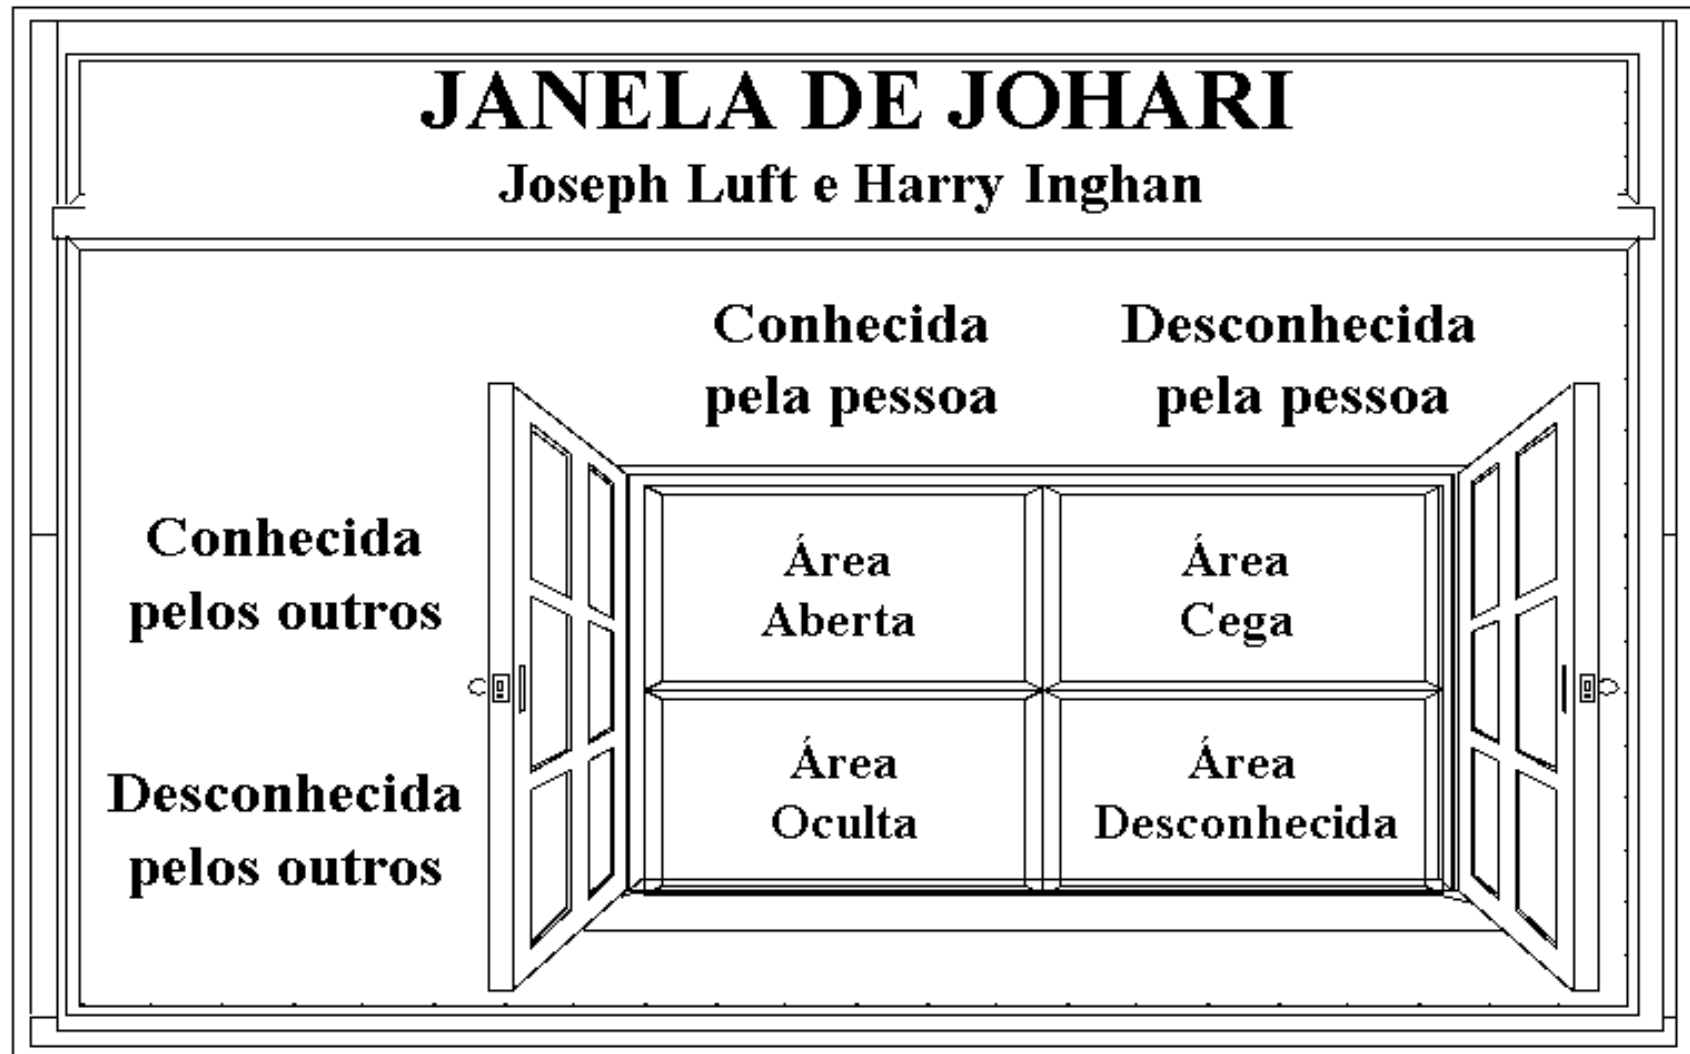 JANELA DE JOHARI
Joseph Luft e Harry Inghan
Conhecida
pela pessoa
Desconhecida
pela pessoa
Conhecida
pelos outros
Área
Aberta
Área
Cega
Desconhecida
pelos outros
Área
Oculta
Área
Desconhecida